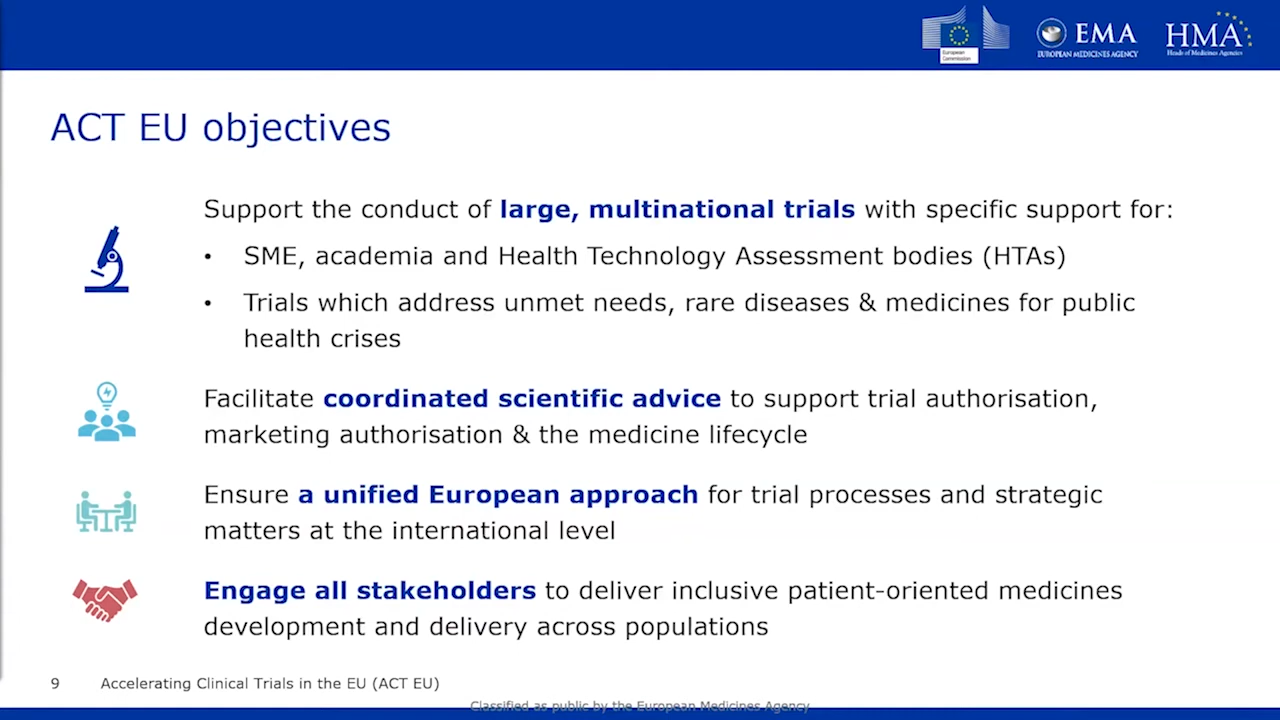 European
Commission
EMA
EUROPEAN MEDICINES AGENCY
HMA
Heads of Medicines Agencies
ACT EU objectives
Support the conduct of large, multinational trials with specific support for:
• SME, academia and Health Technology Assessment bodies (HTAs)
• Trials which address unmet needs, rare diseases & medicines for public
health crises
Facilitate coordinated scientific advice to support trial authorisation,
marketing authorisation & the medicine lifecycle
Ensure a unified European approach for trial processes and strategic
matters at the international level
Engage all stakeholders to deliver inclusive patient-oriented medicines
development and delivery across populations
9 Accelerating Clinical Trials in the EU (ACT EU)
Classified as public by the European Medicines Agency